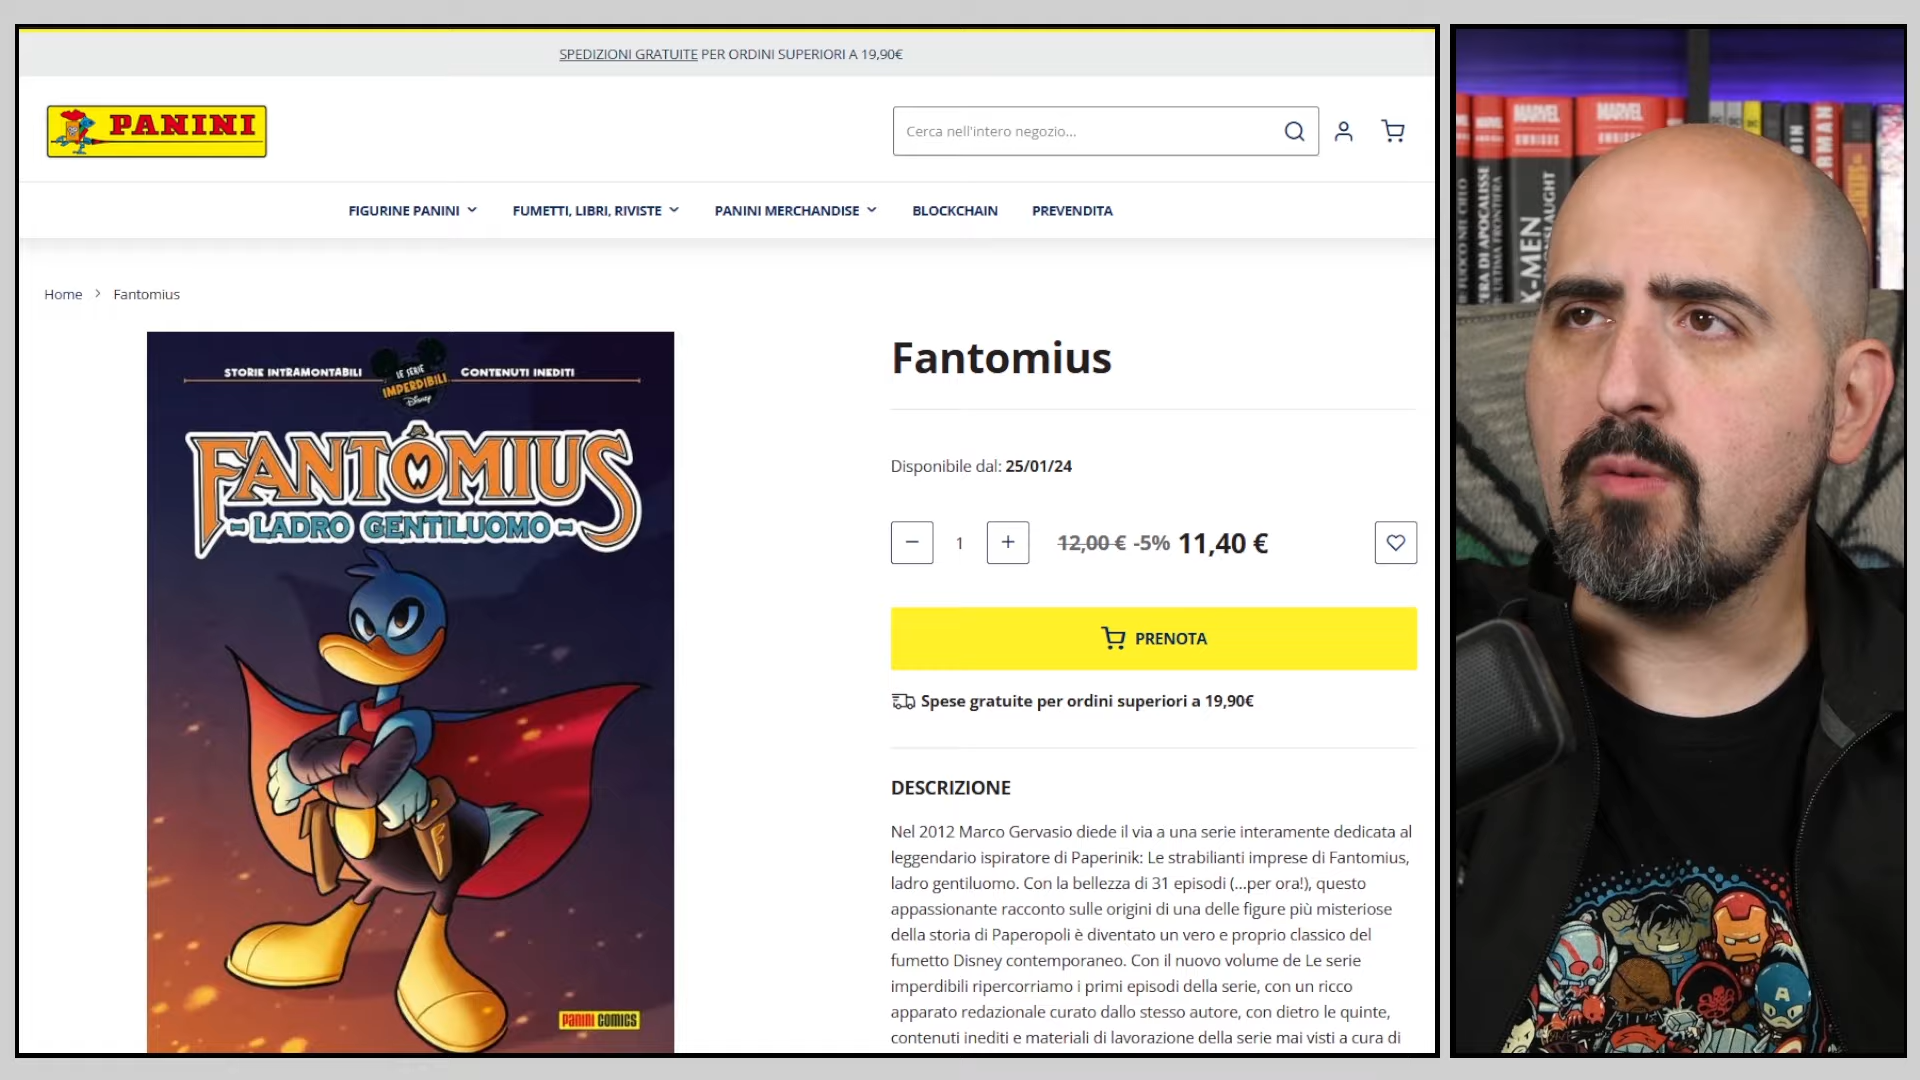 SPEDIZIONI GRATUITE PER ORDINI SUPERIORI A 19,90€
PANINI
Cerca nell'intero negozio...
FIGURINE PANINI
FUMETTI, LIBRI, RIVISTE
PANINI MERCHANDISE
BLOCKCHAIN
PREVENDITA
Home > Fantomius
STORIE INTRAMONTABILI
LE SERIE
IMPERDIBILI
Disney
CONTENUTI INEDITI
FANTÔMIUS
- LADRO GENTILUOMO -
PANINI COMICS
Fantomius
Disponibile dal: 25/01/24
− 1 + 12,00 € -5% 11,40 €
PRENOTA
Spese gratuite per ordini superiori a 19,90€
DESCRIZIONE
Nel 2012 Marco Gervasio diede il via a una serie interamente dedicata al
leggendario ispiratore di Paperinik: Le strabilianti imprese di Fantomius,
ladro gentiluomo. Con la bellezza di 31 episodi (...per ora!), questo
appassionante racconto sulle origini di una delle figure più misteriose
della storia di Paperopoli è diventato un vero e proprio classico del
fumetto Disney contemporaneo. Con il nuovo volume de Le serie
imperdibili ripercorriamo i primi episodi della serie, con un ricco
apparato redazionale curato dallo stesso autore, con dietro le quinte,
contenuti inediti e materiali di lavorazione della serie mai visti a cura di
MARVEL
OMNIBUS
MARVEL
OMNIBUS
X-MEN